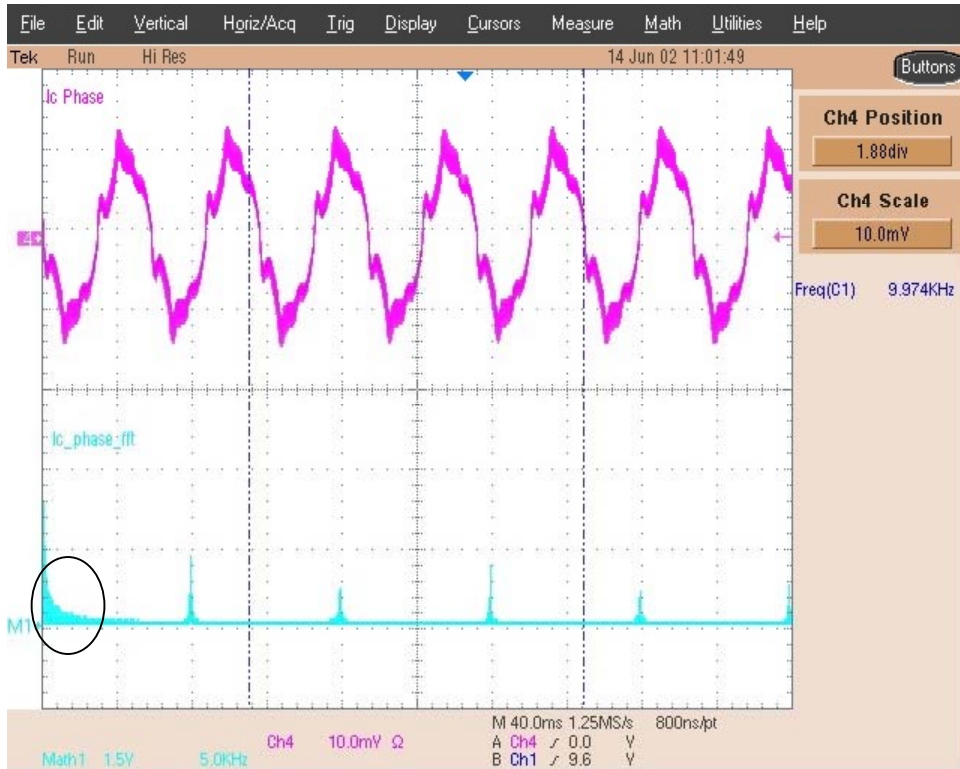 File Edit Vertical Horiz/Acq Trig Display Cursors Measure Math Utilities Help
Tek Run Hi Res 14 Jun 02 11:01:49
Buttons
Ic Phase
Ch4 Position
1.88div
Ch4 Scale
10.0mV
4
Freq(C1) 9.974KHz
Ic_phase_fft
M1
M 40.0ms 1.25MS/s 800ns/pt
Ch4 10.0mV Ω A Ch4 ⌿ 0.0 V
Math1 1.5V 5.0KHz B Ch1 ⌿ 9.6 V